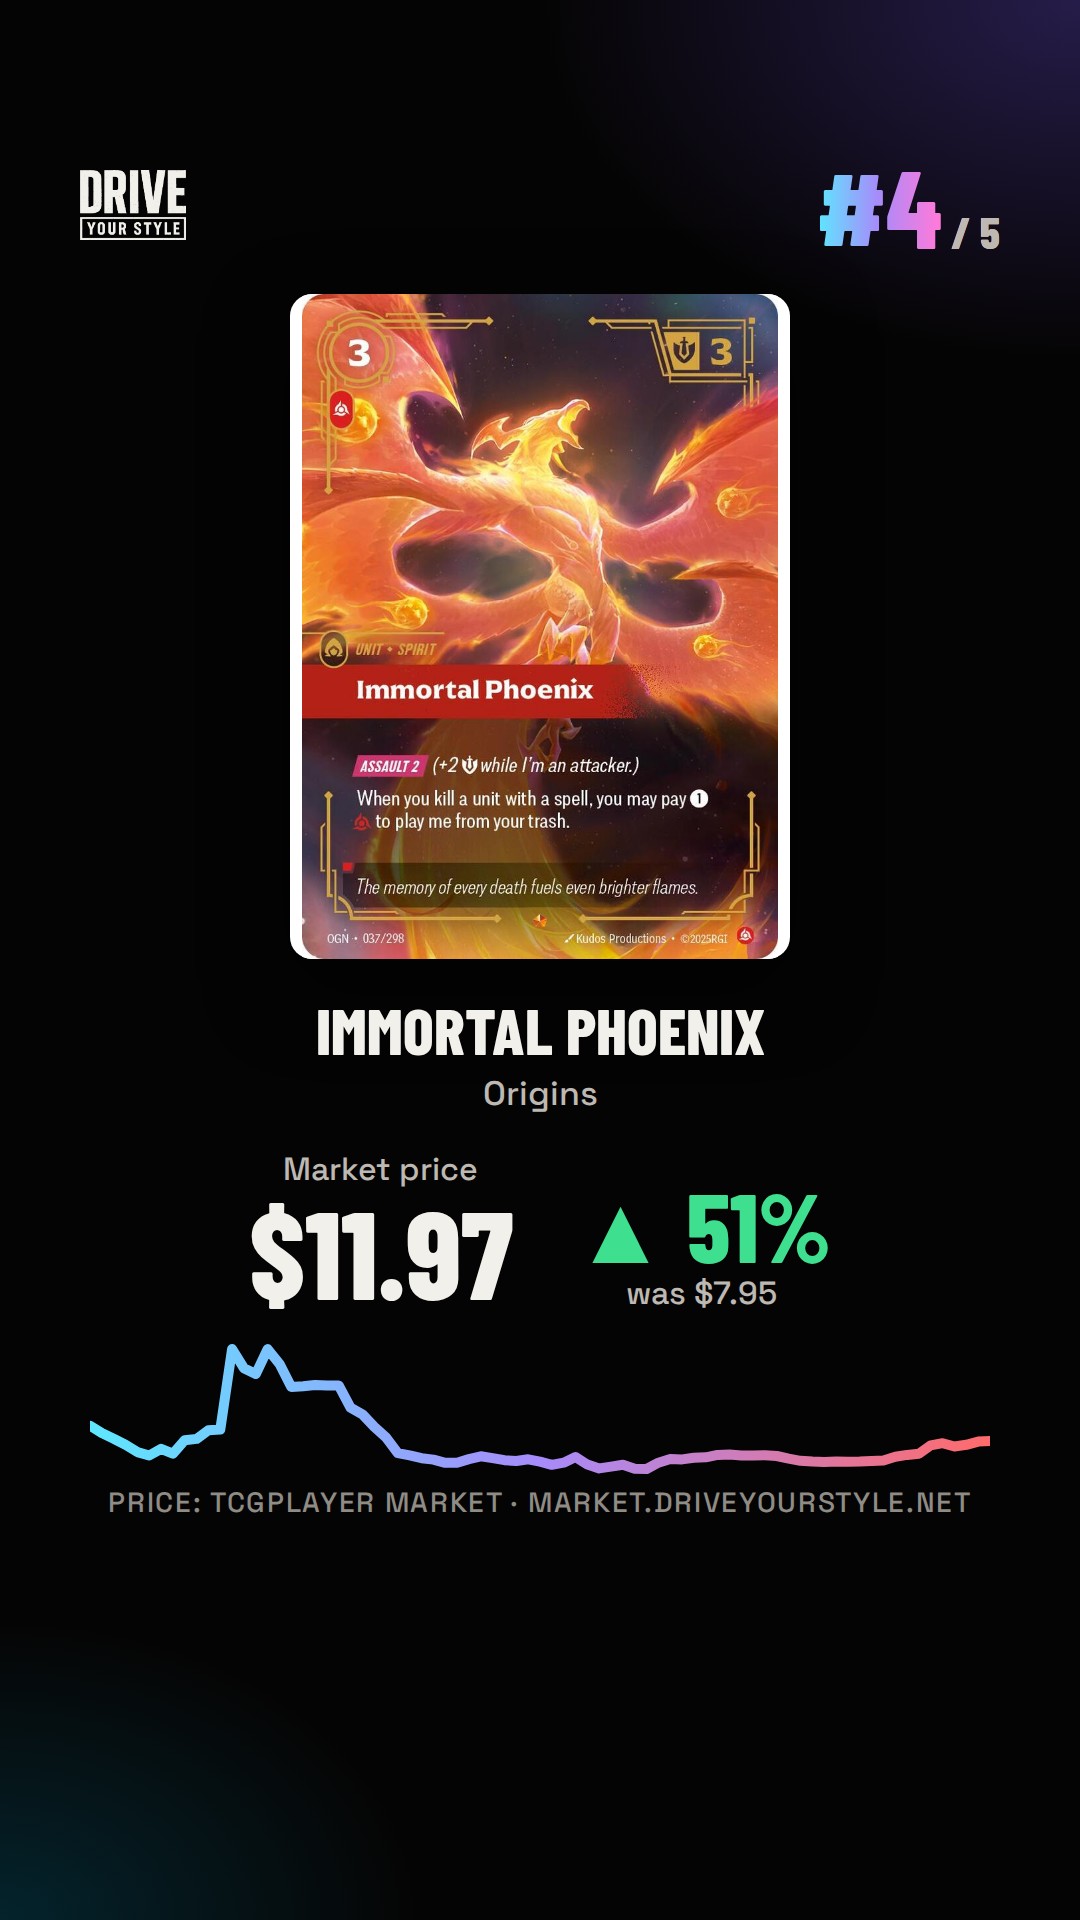 DRIVE
YOUR STYLE
#4 / 5
3
3
UNIT • SPIRIT
Immortal Phoenix
ASSAULT 2 (+2 while I'm an attacker.)
When you kill a unit with a spell, you may pay 1
to play me from your trash.
The memory of every death fuels even brighter flames.
OGN • 037/298
Kudos Productions • ©2025RGI
IMMORTAL PHOENIX
Origins
Market price
$11.97
▲ 51%
was $7.95
PRICE: TCGPLAYER MARKET · MARKET.DRIVEYOURSTYLE.NET